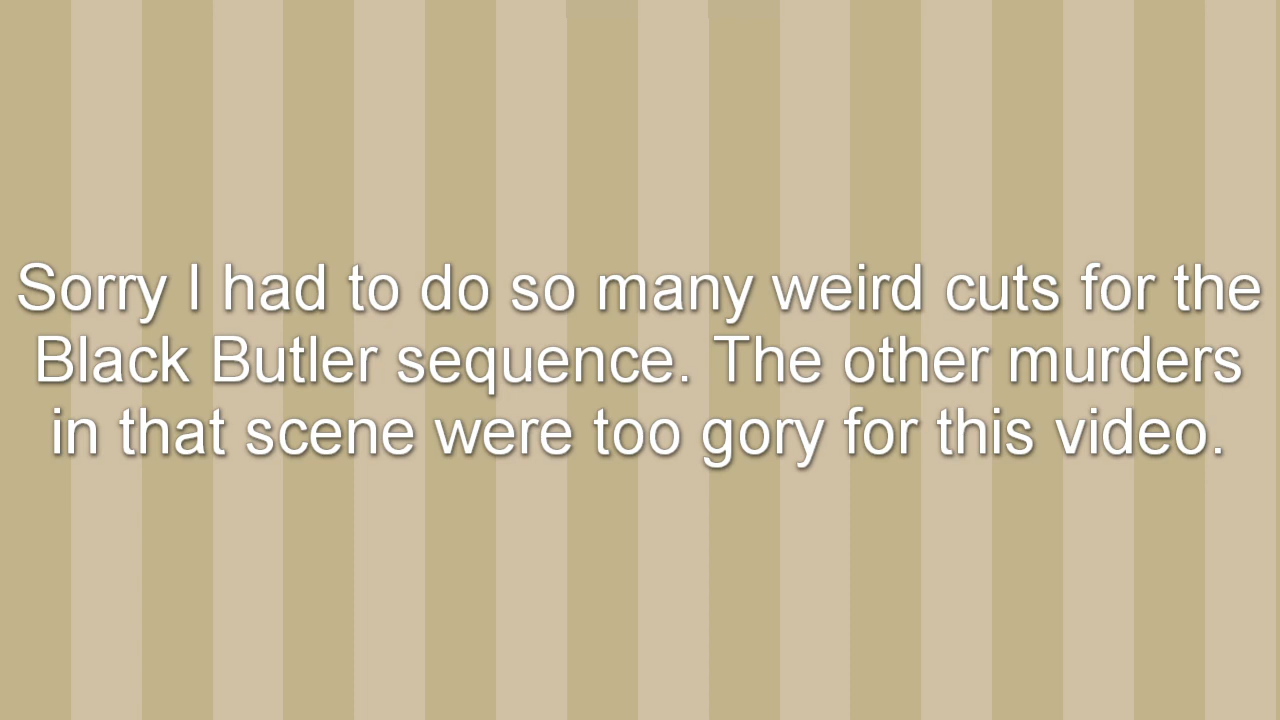 Sorry I had to do so many weird cuts for the
Black Butler sequence. The other murders
in that scene were too gory for this video.